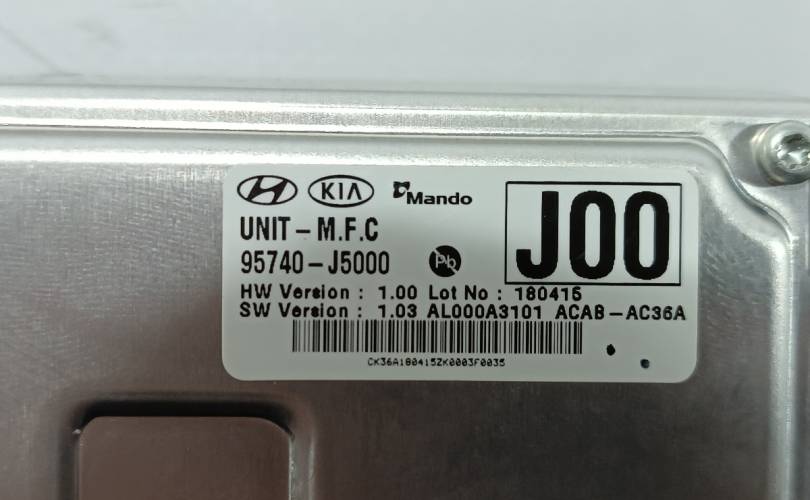 KIA Mando
J00
UNIT - M.F.C
95740 - J5000 Pb
HW Version : 1.00 Lot No : 180415
SW Version : 1.03 AL000A3101 ACAB - AC36A
CK36A180415ZK0003F0035